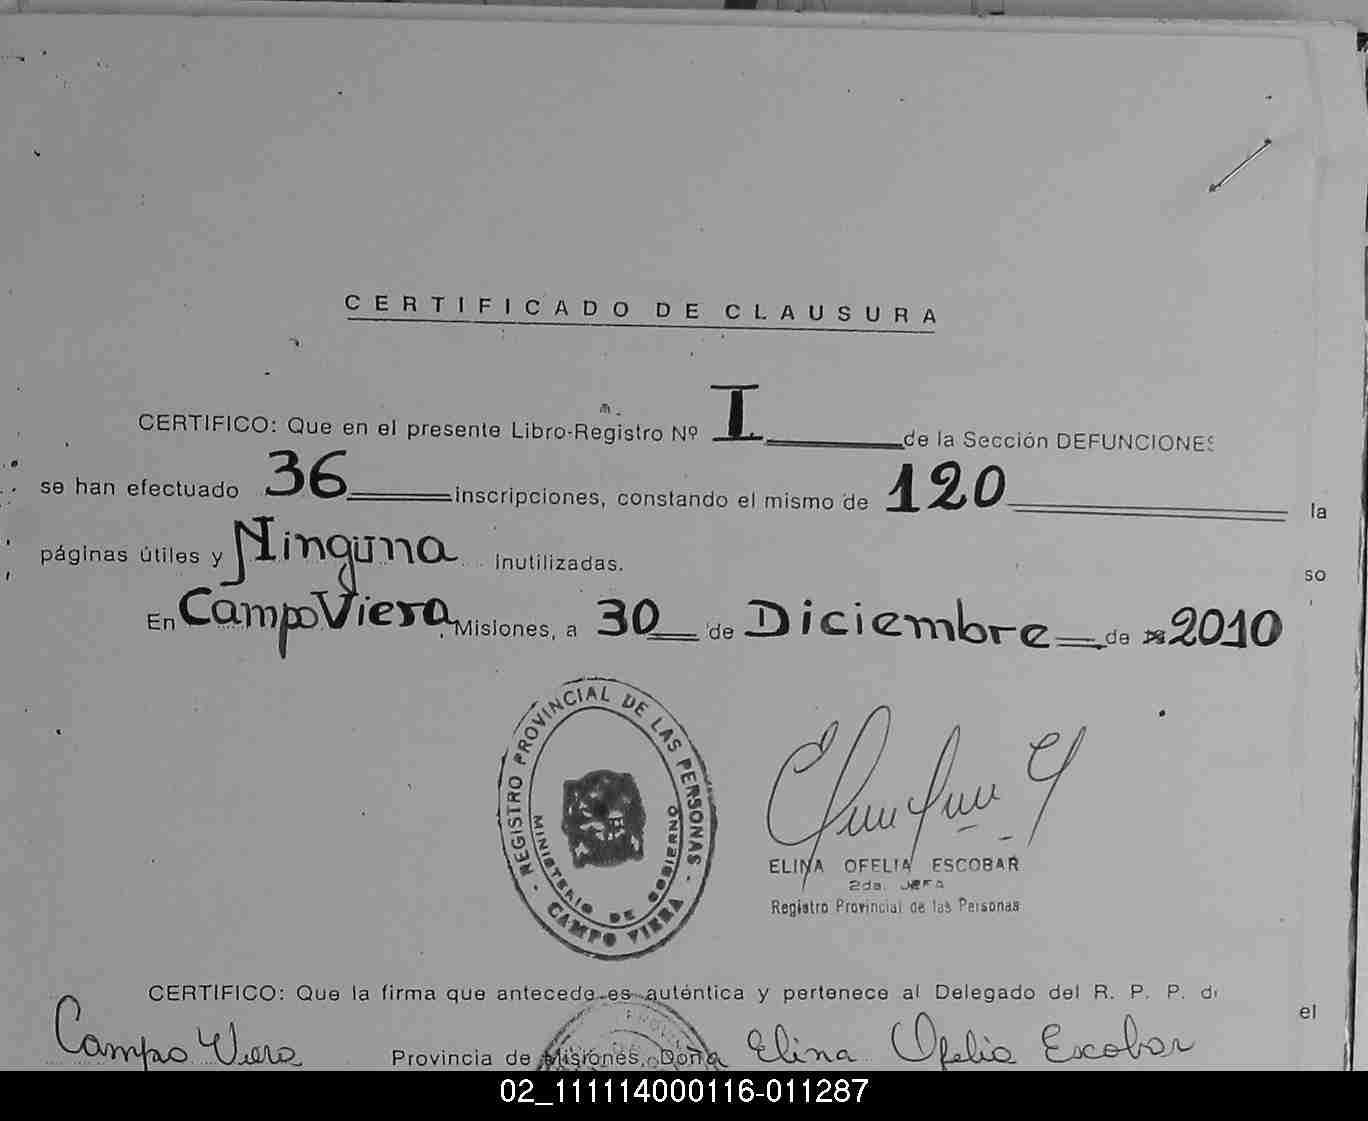 CERTIFICADO DE CLAUSURA
CERTIFICO: Que en el presente Libro-Registro Nº I de la Sección DEFUNCIONES
se han efectuado 36 inscripciones, constando el mismo de 120
la
páginas útiles y Ninguna inutilizadas.
so
En Campo Viera, Misiones, a 30 de Diciembre de 2010
REGISTRO PROVINCIAL DE LAS PERSONAS
MINISTERIO DE GOBIERNO
CAMPO VIERA
ELINA OFELIA ESCOBAR
2da. JEFA
Registro Provincial de las Personas
CERTIFICO: Que la firma que antecede es auténtica y pertenece al Delegado del R. P. P. d
el
Campo Viera Provincia de Misiones, Doña Elina Ofelia Escobar
02_111114000116-011287